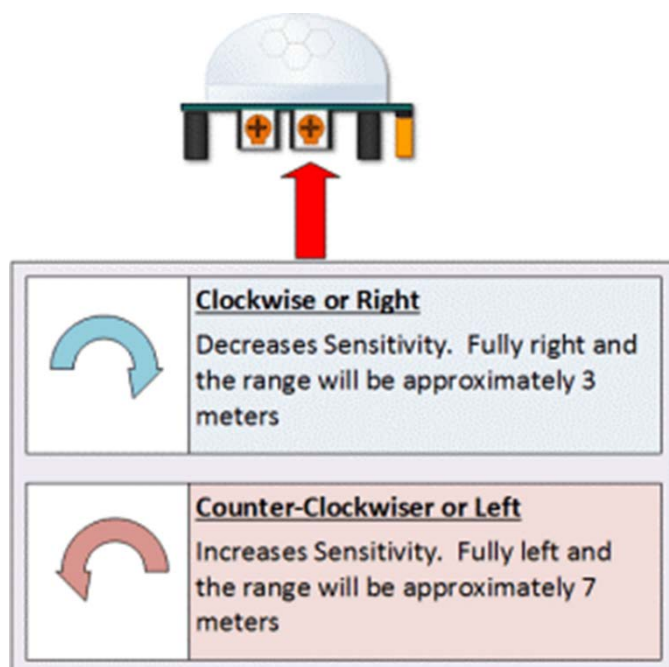 Clockwise or Right
Decreases Sensitivity. Fully right and
the range will be approximately 3
meters
Counter-Clockwiser or Left
Increases Sensitivity. Fully left and
the range will be approximately 7
meters